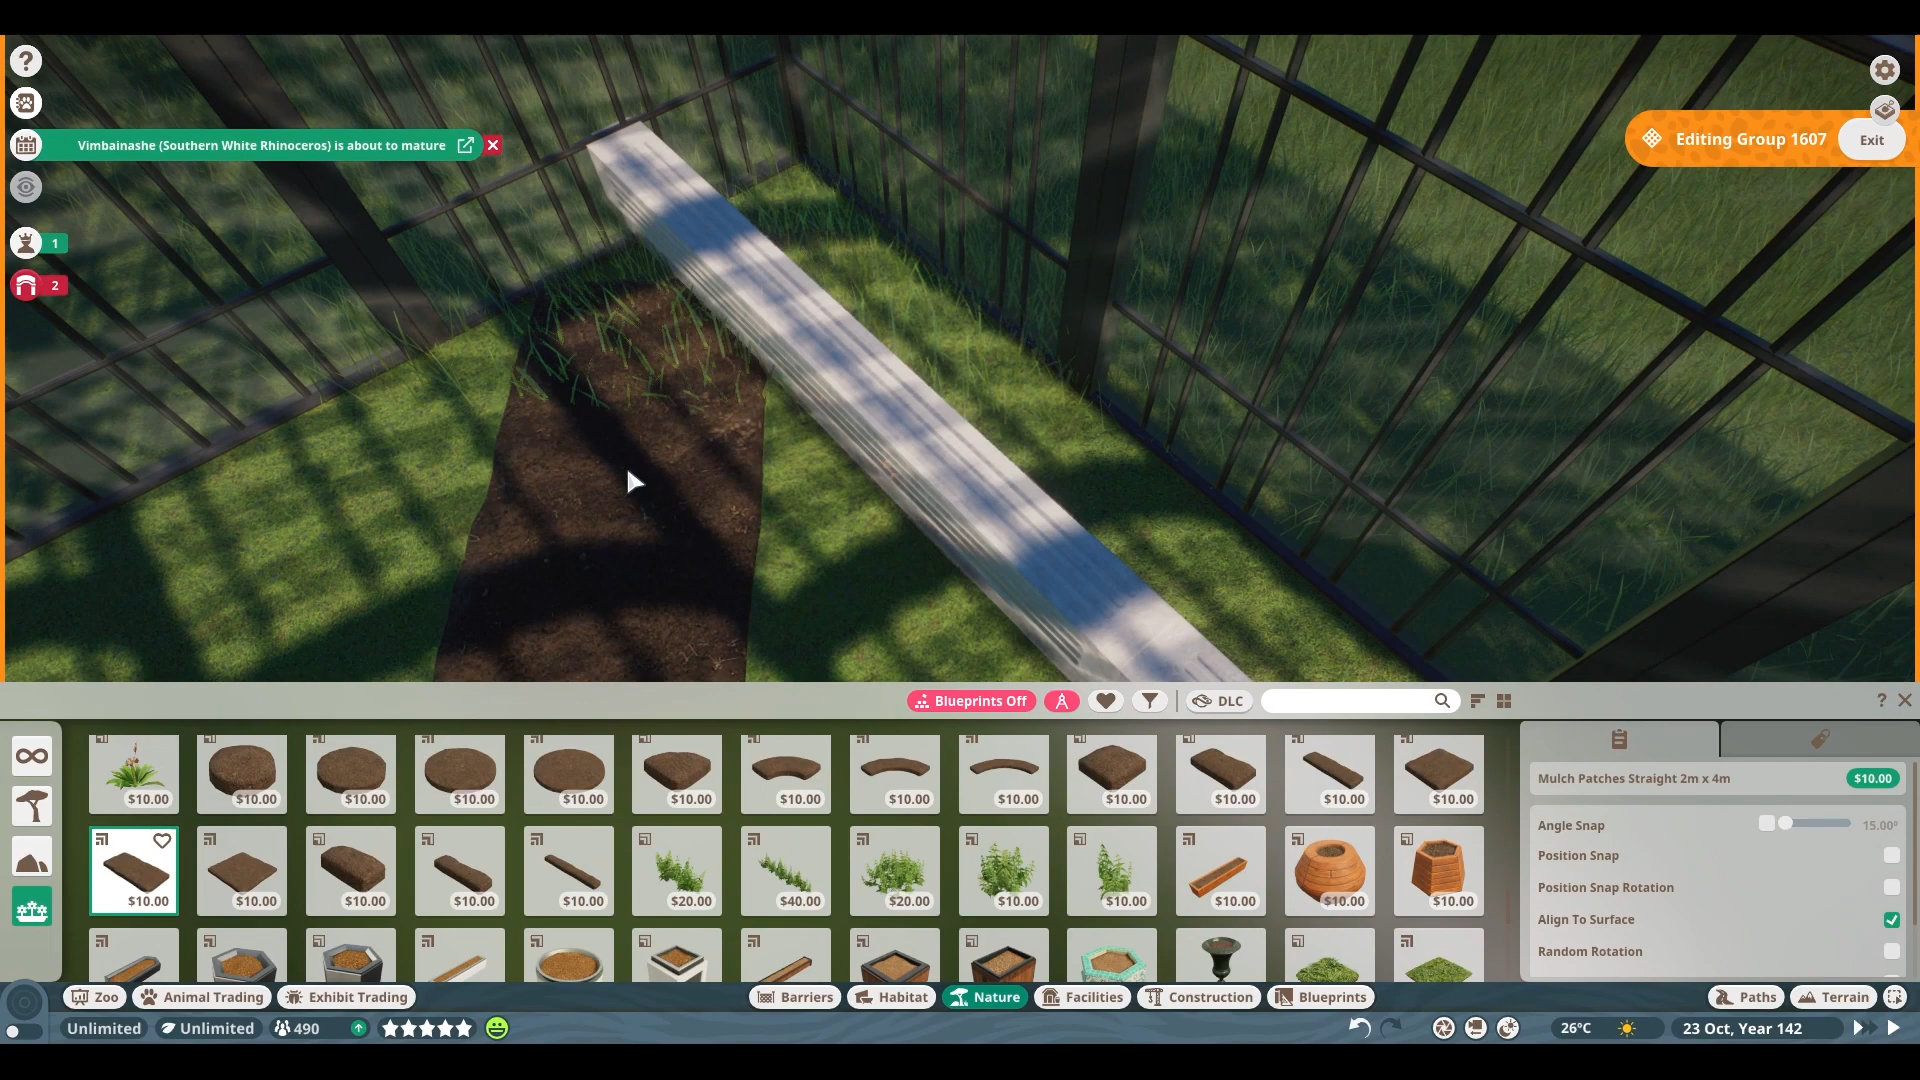 ?
Vimbainashe (Southern White Rhinoceros) is about to mature
Editing Group 1607
Exit
1
2
Blueprints Off
DLC
?
$10.00 $10.00 $10.00 $10.00 $10.00 $10.00 $10.00 $10.00 $10.00 $10.00 $10.00 $10.00 $10.00
$10.00 $10.00 $10.00 $10.00 $10.00 $20.00 $40.00 $20.00 $10.00 $10.00 $10.00 $10.00 $10.00
Mulch Patches Straight 2m x 4m $10.00
Angle Snap 15.00°
Position Snap
Position Snap Rotation
Align To Surface
Random Rotation
Zoo Animal Trading Exhibit Trading Barriers Habitat Nature Facilities Construction Blueprints Paths Terrain
Unlimited Unlimited 490 26°C 23 Oct, Year 142